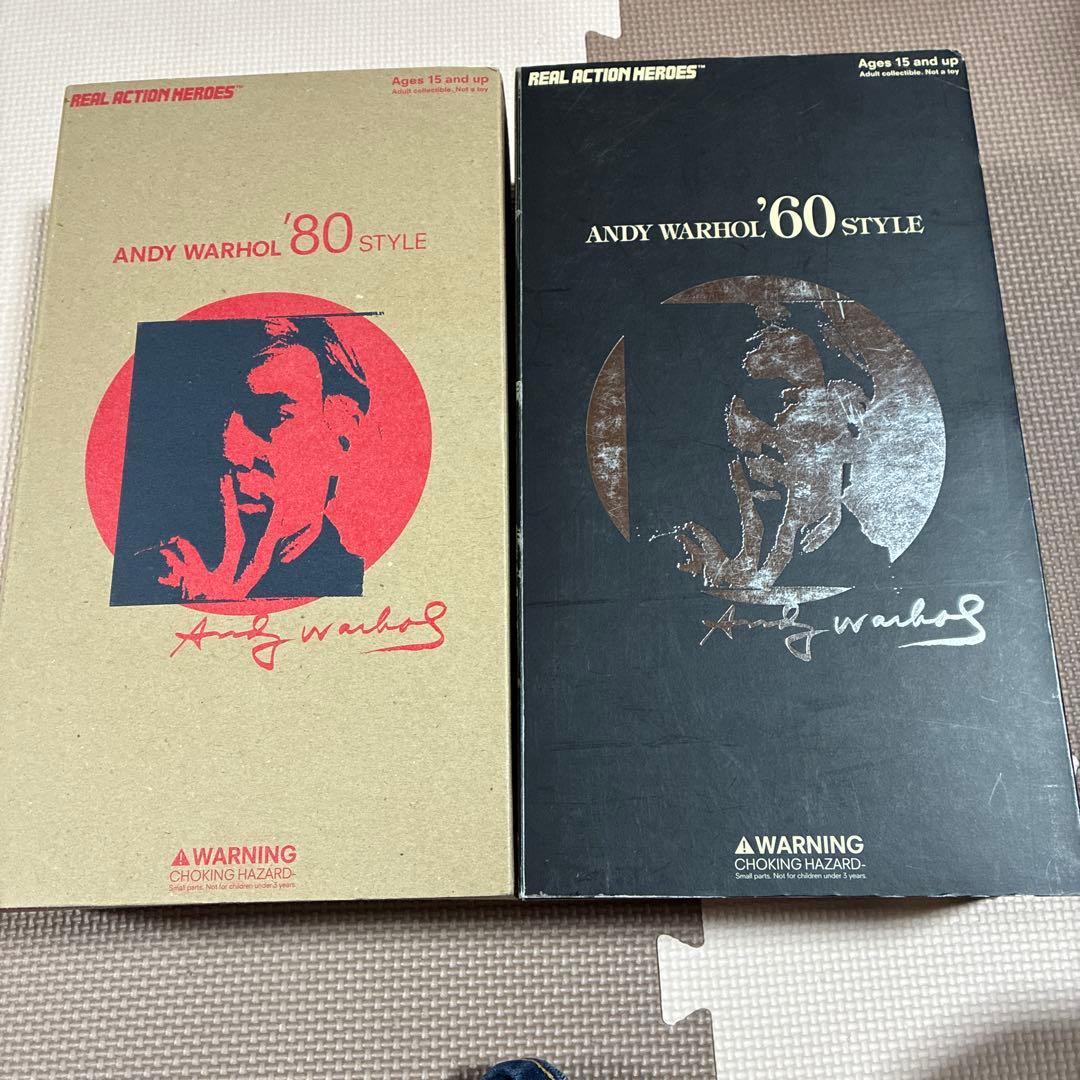 REAL ACTION HEROES™
Ages 15 and up
Adult collectible. Not a toy
ANDY WARHOL '80 STYLE
Andy Warhol
⚠WARNING
CHOKING HAZARD-
Small parts. Not for children under 3 years.
REAL ACTION HEROES™
Ages 15 and up
Adult collectible. Not a toy
ANDY WARHOL '60 STYLE
Andy Warhol
⚠WARNING
CHOKING HAZARD-
Small parts. Not for children under 3 years.